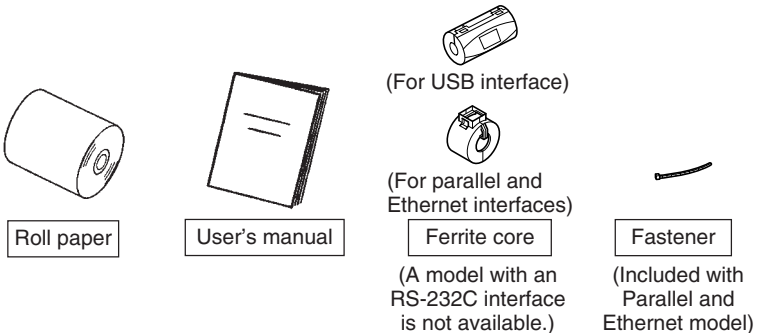 (For USB interface)
(For parallel and
Ethernet interfaces)
Roll paper
User's manual
Ferrite core
Fastener
(A model with an
RS-232C interface
is not available.)
(Included with
Parallel and
Ethernet model)